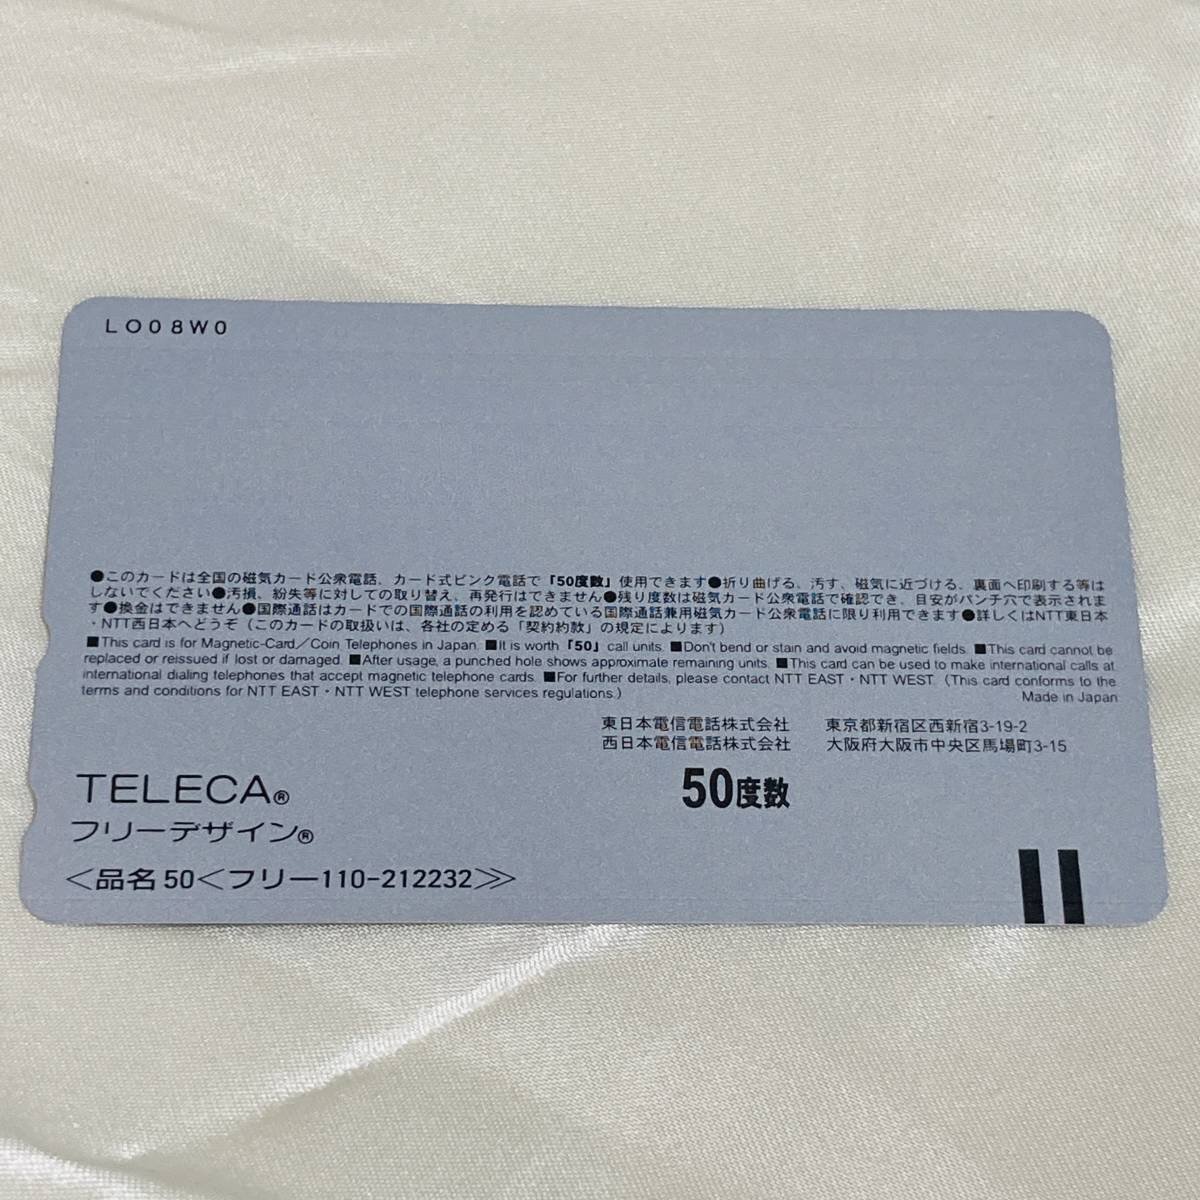 LO08W0
●このカードは全国の磁気カード公衆電話、カード式ピンク電話で「50度数」使用できます●折り曲げる、汚す、磁気に近づける、裏面へ印刷する等は
しないでください●汚損、紛失等に対しての取り替え、再発行はできません●残り度数は磁気カード公衆電話で確認でき、目安がパンチ穴で表示されま
す●換金はできません●国際通話はカードでの国際通話の利用を認めている国際通話兼用磁気カード公衆電話に限り利用できます●詳しくはNTT東日本
・NTT西日本へどうぞ（このカードの取扱いは、各社の定める「契約約款」の規定によります）
■This card is for Magnetic-Card／Coin Telephones in Japan. ■It is worth「50」call units. ■Don't bend or stain and avoid magnetic fields. ■This card cannot be
replaced or reissued if lost or damaged. ■After usage, a punched hole shows approximate remaining units. ■This card can be used to make international calls at
international dialing telephones that accept magnetic telephone cards. ■For further details, please contact NTT EAST・NTT WEST. (This card conforms to the
terms and conditions for NTT EAST・NTT WEST telephone services regulations.)
Made in Japan
東日本電信電話株式会社 東京都新宿区西新宿3-19-2
西日本電信電話株式会社 大阪府大阪市中央区馬場町3-15
50度数
TELECA®
フリーデザイン®
＜品名50＜フリー110-212232＞＞